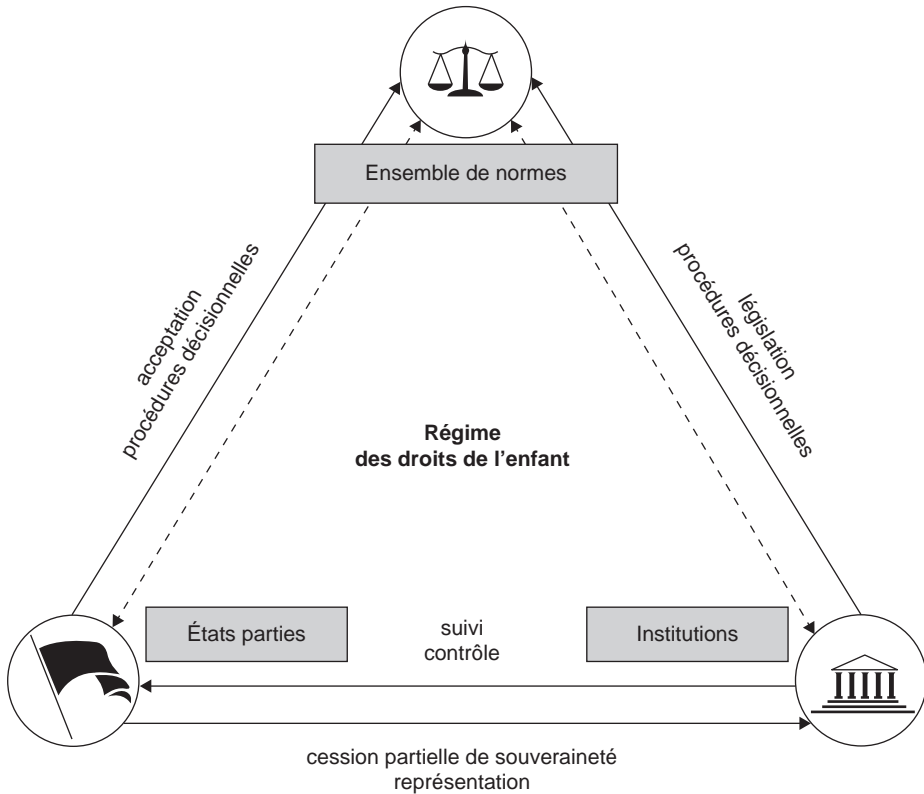 Ensemble de normes
acceptation
procédures décisionnelles
législation
procédures décisionnelles
Régime
des droits de l’enfant
États parties
suivi
contrôle
Institutions
cession partielle de souveraineté
représentation